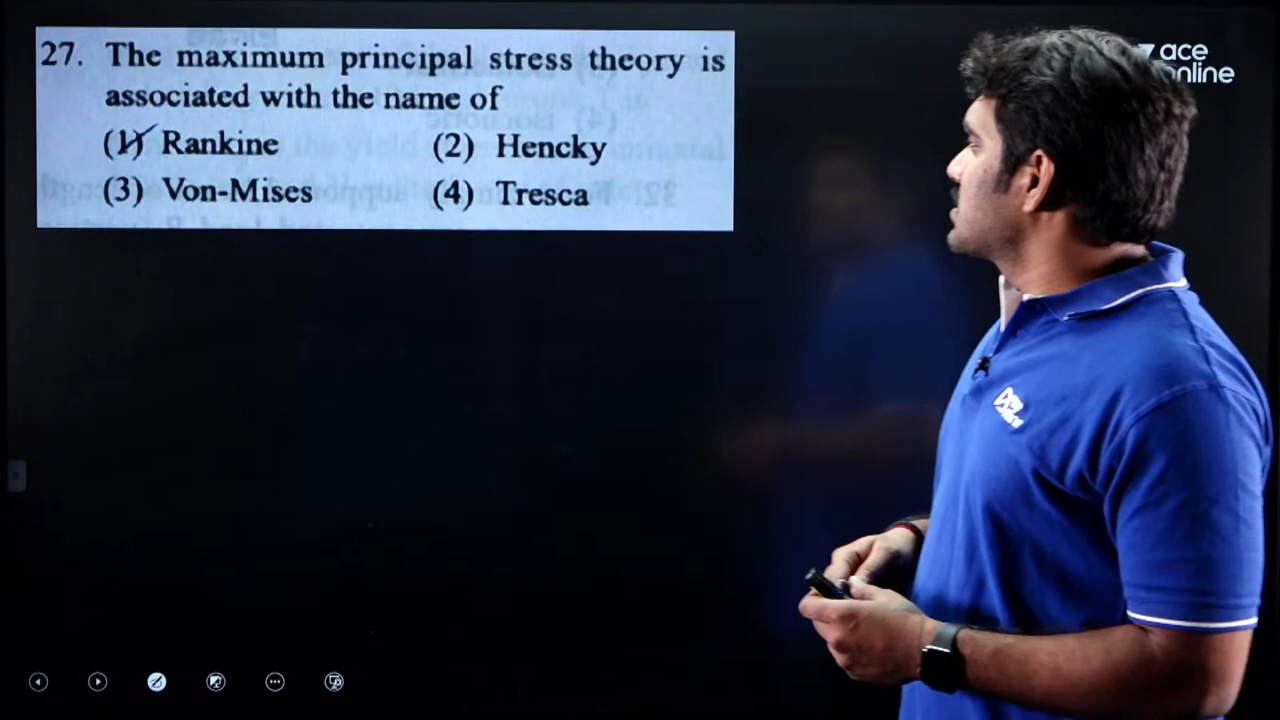 27. The maximum principal stress theory is
associated with the name of
(1) Rankine (2) Hencky
(3) Von-Mises (4) Tresca
ace
online